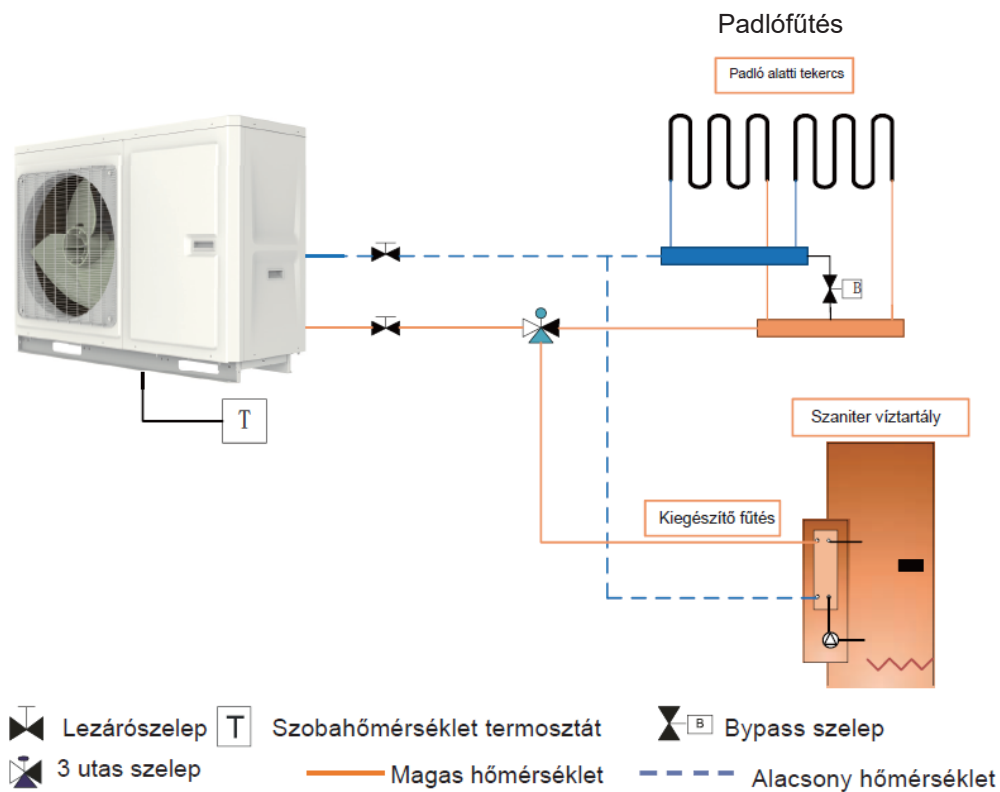 Padlófűtés
Padló alatti tekercs
B
T
Szaniter víztartály
Kiegészítő fűtés
Lezárószelep T Szobahőmérséklet termosztát B Bypass szelep
3 utas szelep Magas hőmérséklet Alacsony hőmérséklet